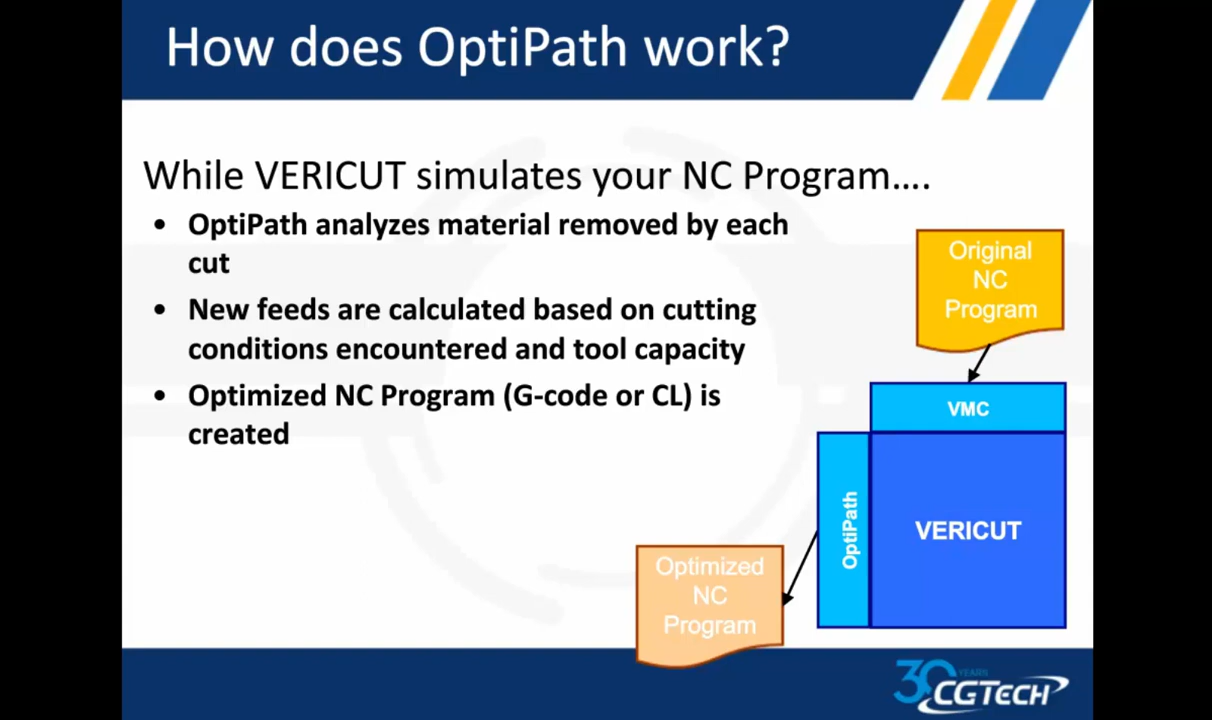 How does OptiPath work?
While VERICUT simulates your NC Program....
• OptiPath analyzes material removed by each
cut
• New feeds are calculated based on cutting
conditions encountered and tool capacity
• Optimized NC Program (G-code or CL) is
created
Original
NC
Program
VMC
OptiPath
VERICUT
Optimized
NC
Program
30 YEARS
CGTECH